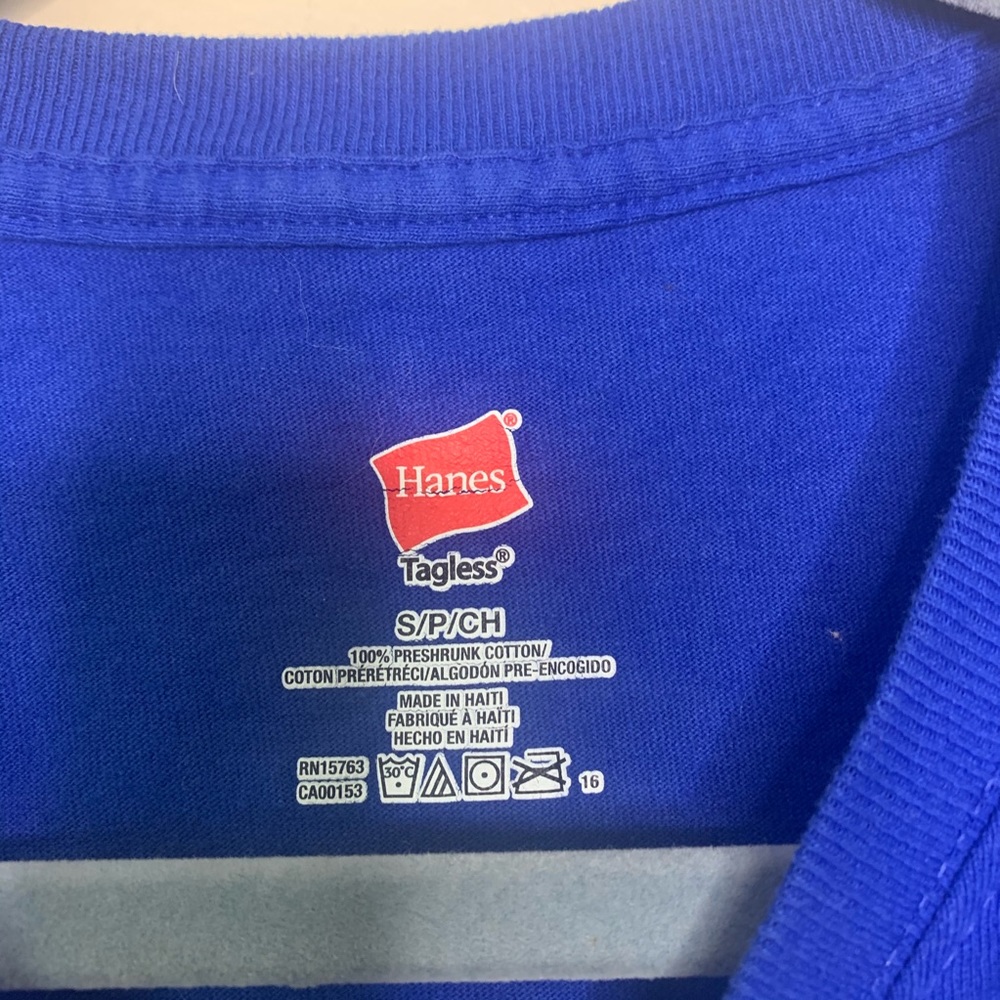 Hanes®
Tagless®
S/P/CH
100% PRESHRUNK COTTON/
COTON PRÉRÉTRÉCI/ALGODÓN PRE-ENCOGIDO
MADE IN HAITI
FABRIQUÉ À HAÏTI
HECHO EN HAITÍ
RN15763
CA00153
30°C
16